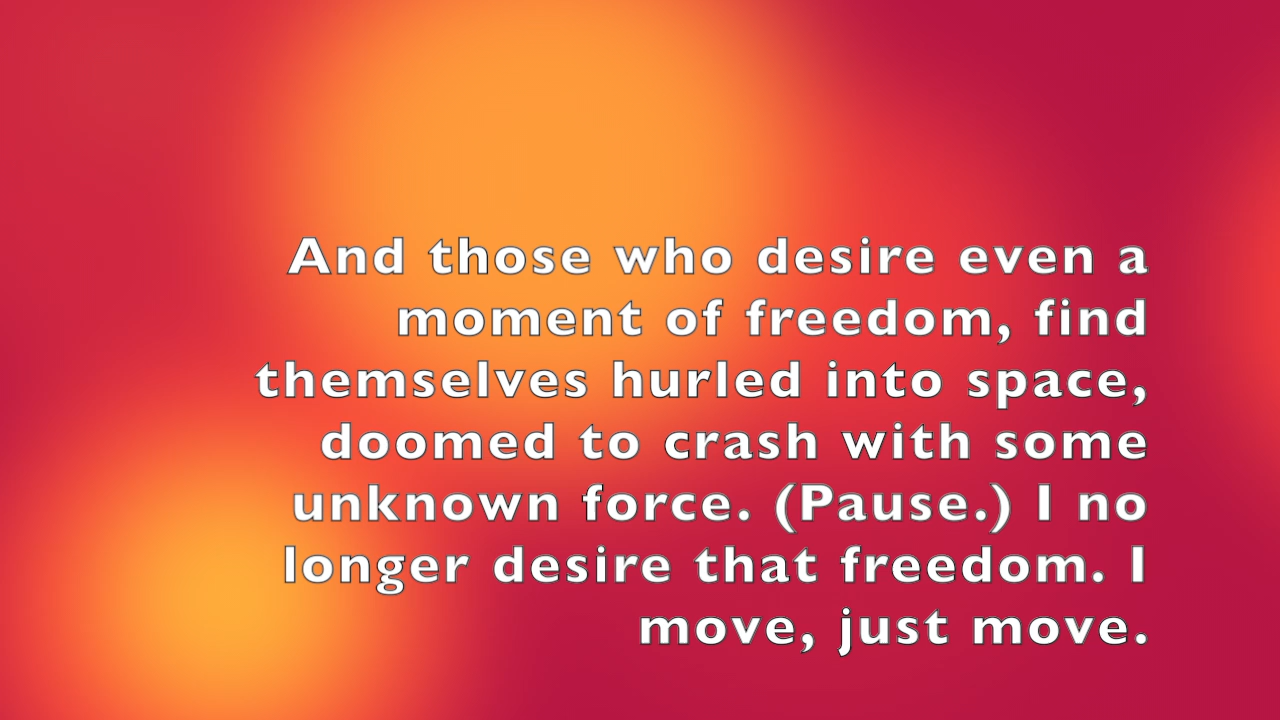 And those who desire even a
moment of freedom, find
themselves hurled into space,
doomed to crash with some
unknown force. (Pause.) I no
longer desire that freedom. I
move, just move.